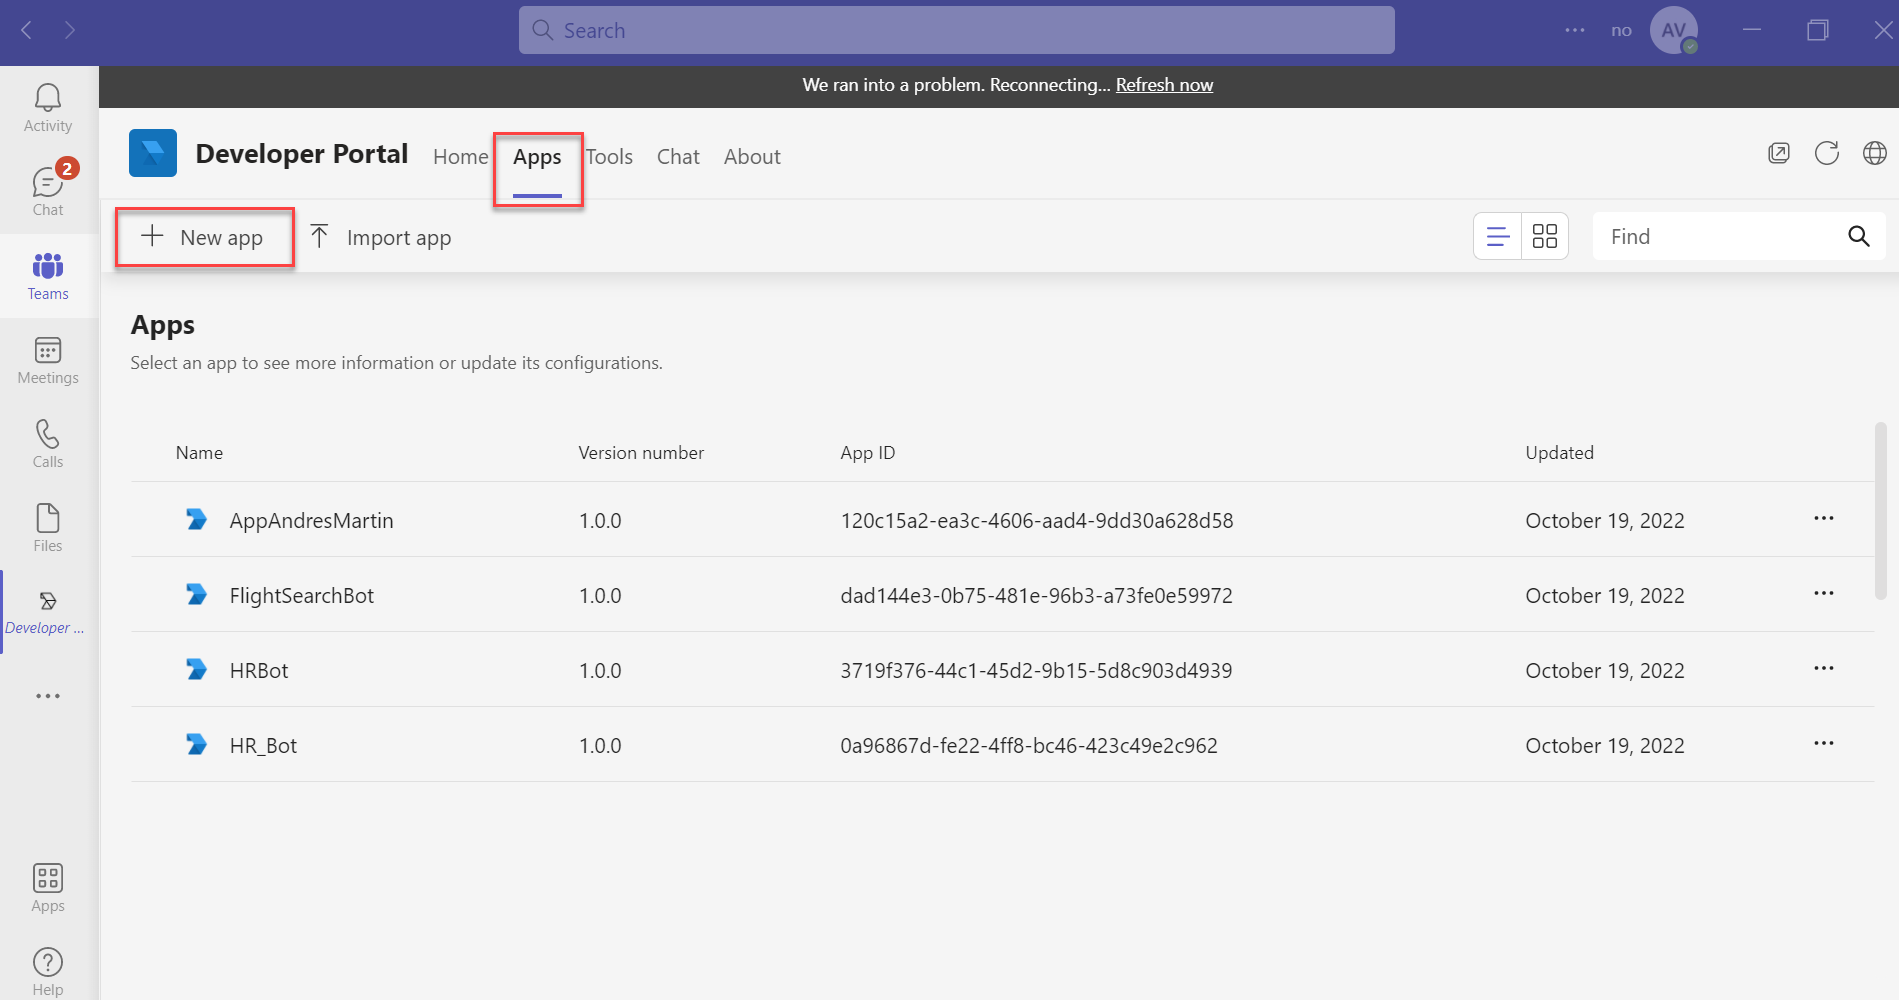 Search
no
AV
We ran into a problem. Reconnecting... Refresh now
Activity
2
Chat
Teams
Meetings
Calls
Files
Developer ...
Apps
Help
Developer Portal
Home
Apps
Tools
Chat
About
New app
Import app
Find
Apps
Select an app to see more information or update its configurations.
Name Version number App ID Updated
AppAndresMartin 1.0.0 120c15a2-ea3c-4606-aad4-9dd30a628d58 October 19, 2022
FlightSearchBot 1.0.0 dad144e3-0b75-481e-96b3-a73fe0e59972 October 19, 2022
HRBot 1.0.0 3719f376-44c1-45d2-9b15-5d8c903d4939 October 19, 2022
HR_Bot 1.0.0 0a96867d-fe22-4ff8-bc46-423c49e2c962 October 19, 2022